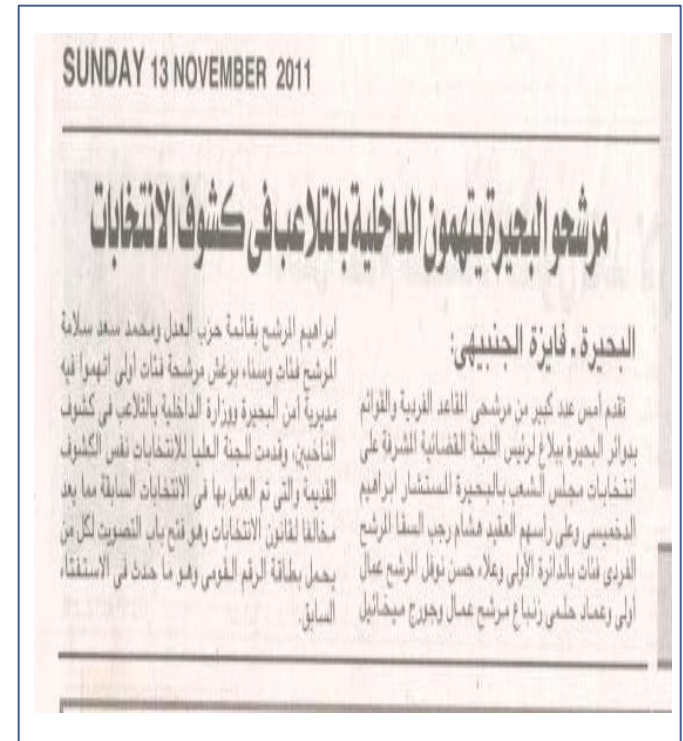 SUNDAY 13 NOVEMBER 2011
مرشحو البحيرة يتهمون الداخلية بالتلاعب فى كشوف الانتخابات
البحيرة ـ فايزة الجنبيهى:
تقدم أمس عدد كبير من مرشحى المقاعد الفردية والقوائم
بدوائر البحيرة ببلاغ لرئيس اللجنة القضائية المشرفة على
انتخابات مجلس الشعب بالبحيرة المستشار ابراهيم
الدخميسى وعلى رأسهم العقيد هشام رجب السقا المرشح
الفردى فئات بالدائرة الأولى وعلاء حسن نوفل المرشح عمال
أولى وعماد حلمى زنباع مرشح عمال وجورج ميخائيل
ابراهيم المرشح بقائمة حزب العدل ومحمد سعد سلامة
المرشح فئات وسناء برغش مرشحة فئات أولى اتهموا فيه
مديرية أمن البحيرة ووزارة الداخلية بالتلاعب فى كشوف
الناخبين، وقدمت للجنة العليا للانتخابات نفس الكشوف
القديمة والتى تم العمل بها فى الانتخابات السابقة مما يعد
مخالفا لقانون الانتخابات وهو فتح باب التصويت لكل من
يحمل بطاقة الرقم القومى وهو ما حدث فى الاستفتاء
السابق.